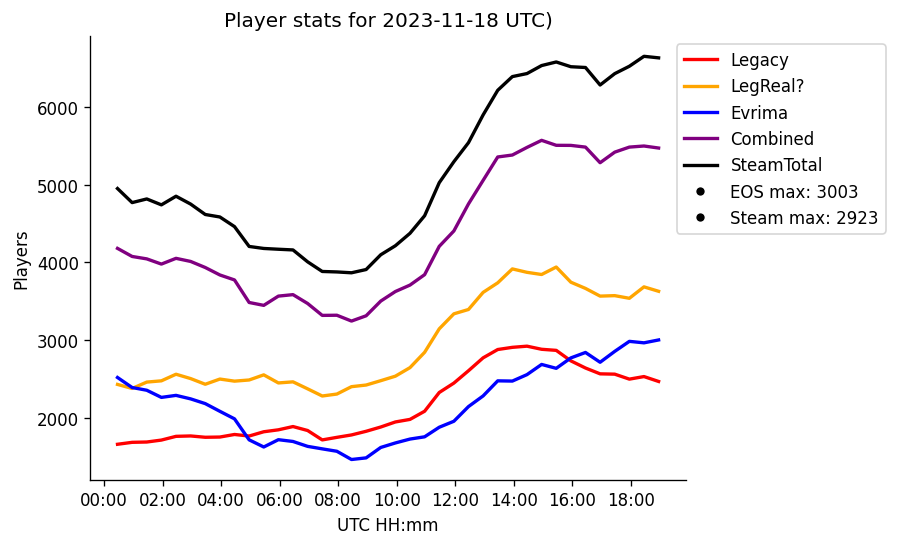 Player stats for 2023-11-18 UTC)
Legacy
LegReal?
Evrima
Combined
SteamTotal
EOS max: 3003
Steam max: 2923
Players
6000
5000
4000
3000
2000
00:00 02:00 04:00 06:00 08:00 10:00 12:00 14:00 16:00 18:00
UTC HH:mm